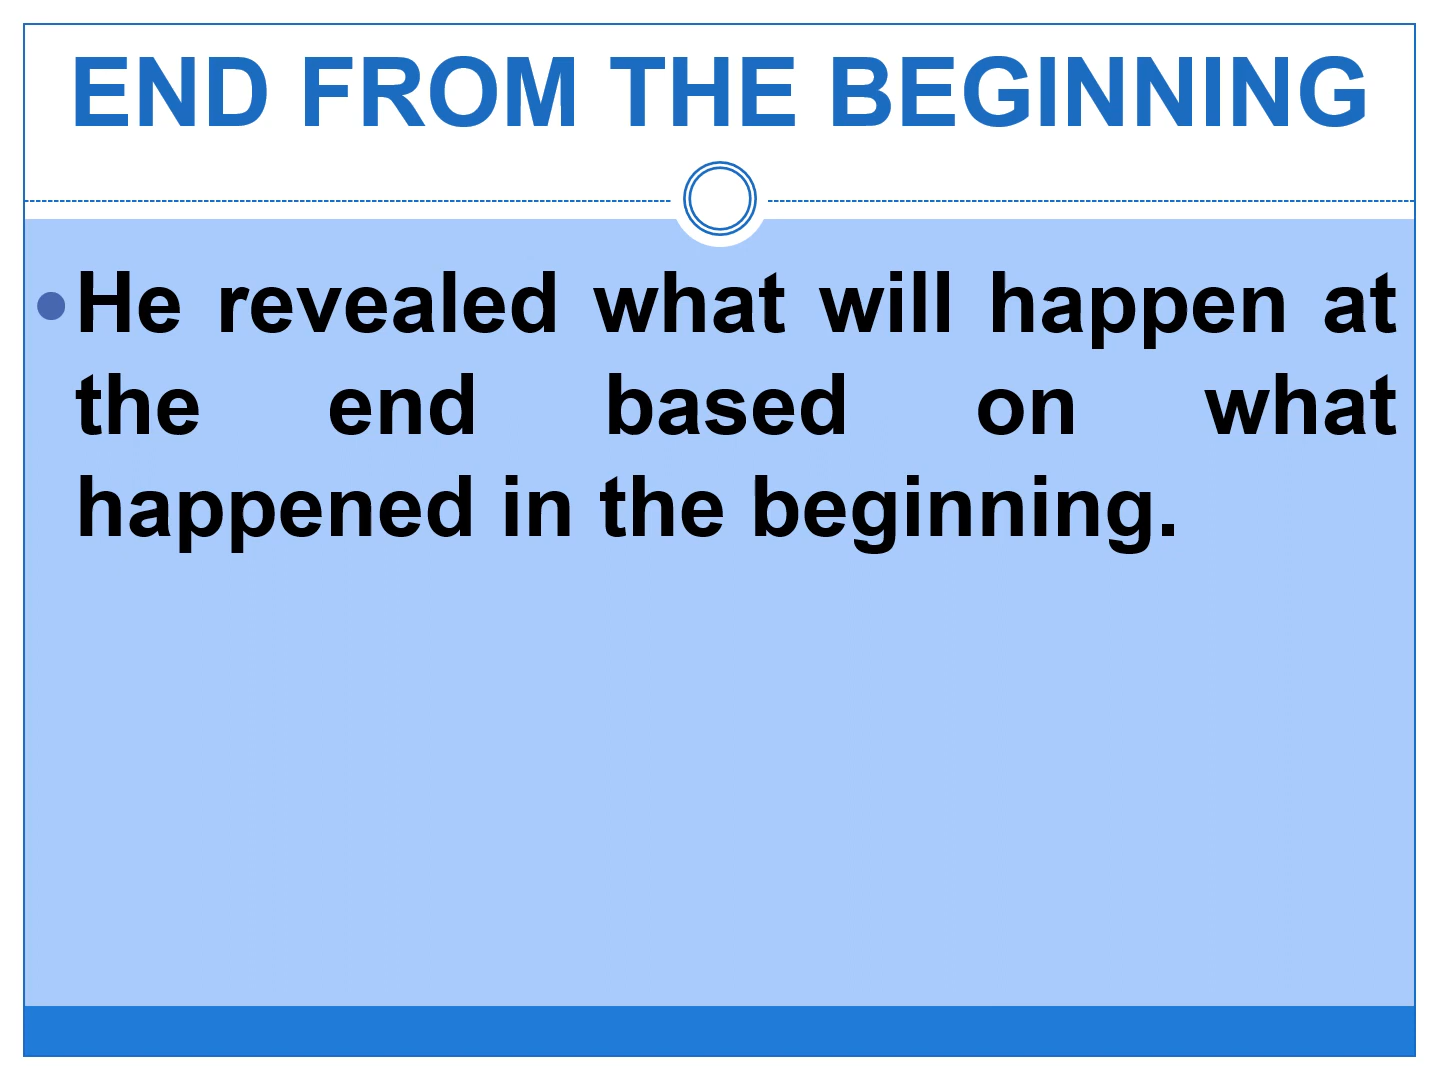 END FROM THE BEGINNING
•He revealed what will happen at
the end based on what
happened in the beginning.